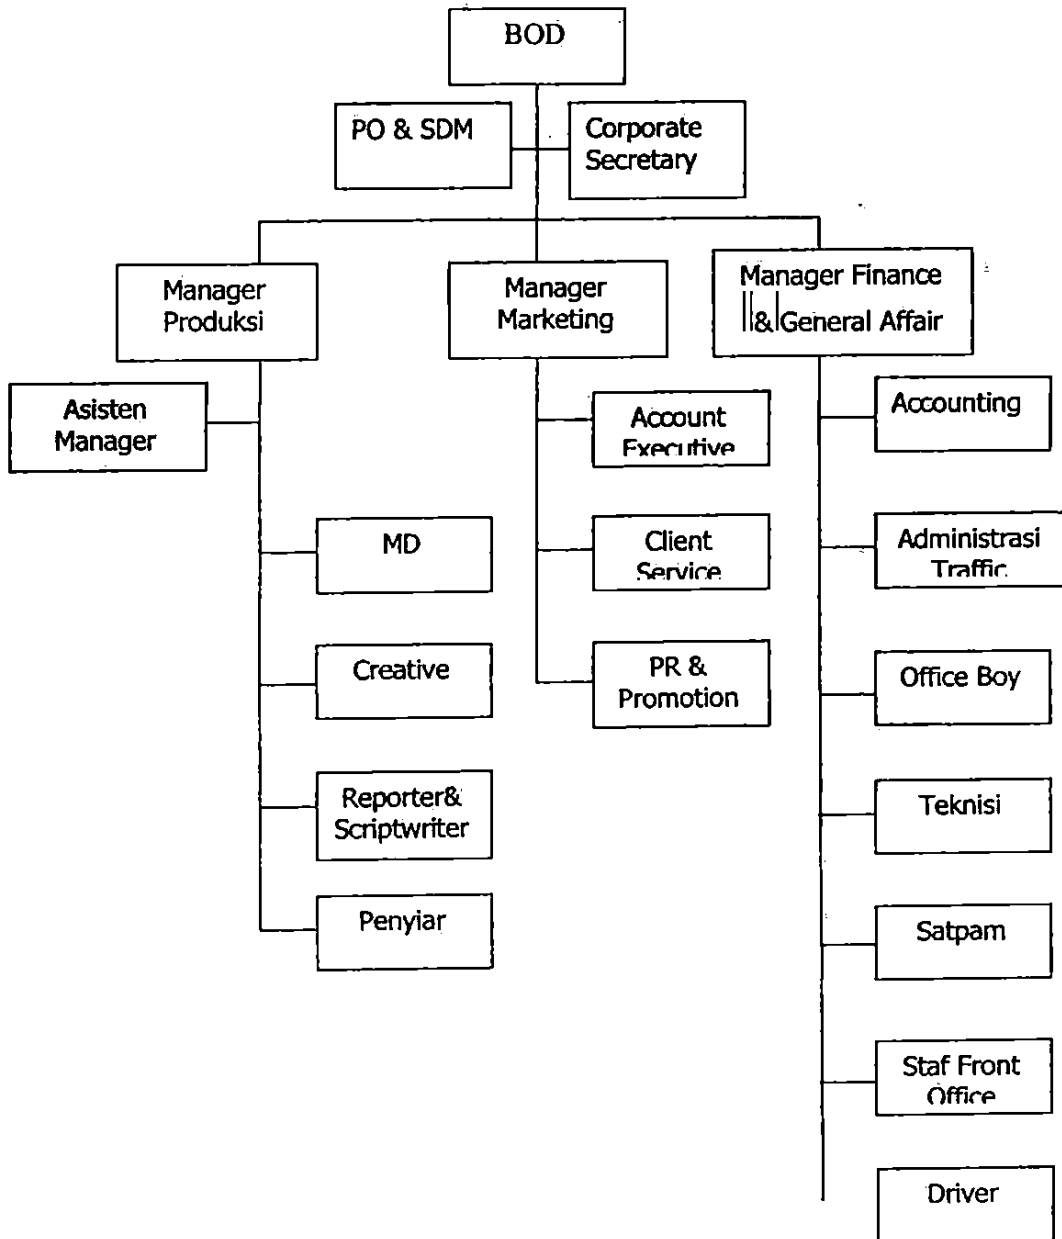 BOD
PO & SDM
Corporate
Secretary
Manager
Produksi
Manager
Marketing
Manager Finance
&General Affair
Asisten
Manager
MD
Creative
Reporter&
Scriptwriter
Penyiar
Account
Executive
Client
Service
PR &
Promotion
Accounting
Administrasi
Traffic
Office Boy
Teknisi
Satpam
Staf Front
Office
Driver